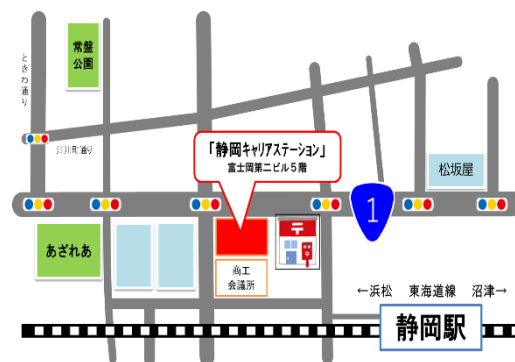 常盤
公園
ときわ通り
江川町通り
「静岡キャリアステーション」
富士岡第二ビル５階
松坂屋
1
〒
〒
あざれあ
商工
会議所
←浜松　東海道線　沼津→
静岡駅